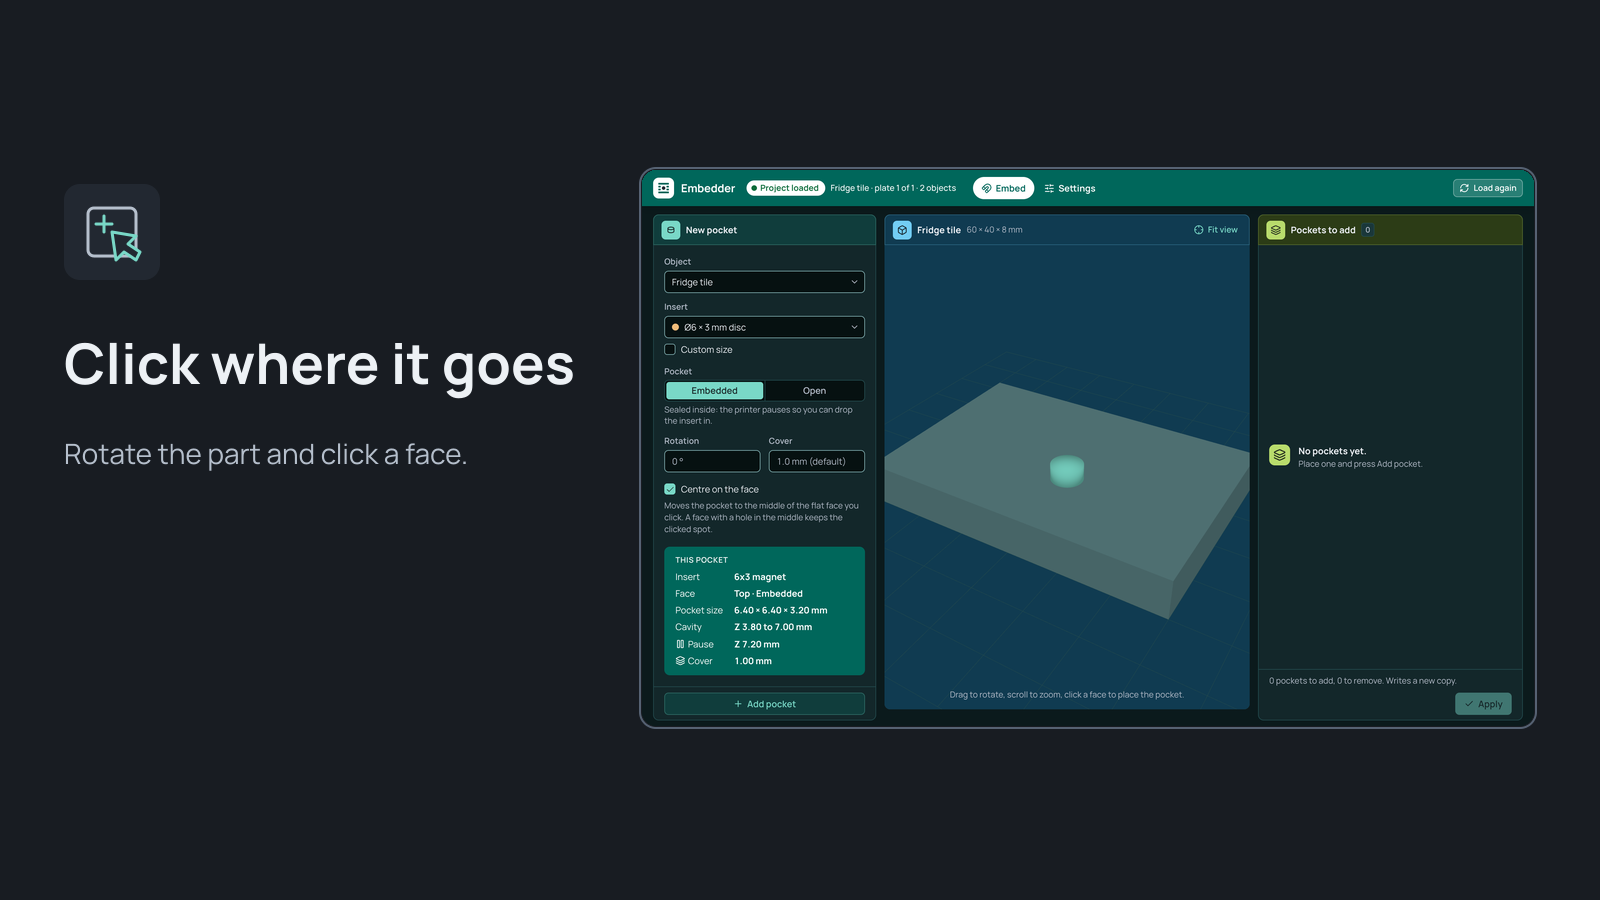 Click where it goes
Rotate the part and click a face.
Embedder
Project loaded
Fridge tile · plate 1 of 1 · 2 objects
Embed
Settings
Load again
New pocket
Object
Fridge tile
Insert
Ø6 × 3 mm disc
Custom size
Pocket
Embedded
Open
Sealed inside: the printer pauses so you can drop
the insert in.
Rotation
Cover
0 °
1.0 mm (default)
Centre on the face
Moves the pocket to the middle of the flat face you
click. A face with a hole in the middle keeps the
clicked spot.
THIS POCKET
Insert 6x3 magnet
Face Top · Embedded
Pocket size 6.40 × 6.40 × 3.20 mm
Cavity Z 3.80 to 7.00 mm
Pause Z 7.20 mm
Cover 1.00 mm
Add pocket
Fridge tile 60 × 40 × 8 mm
Fit view
Drag to rotate, scroll to zoom, click a face to place the pocket.
Pockets to add 0
No pockets yet.
Place one and press Add pocket.
0 pockets to add, 0 to remove. Writes a new copy.
Apply